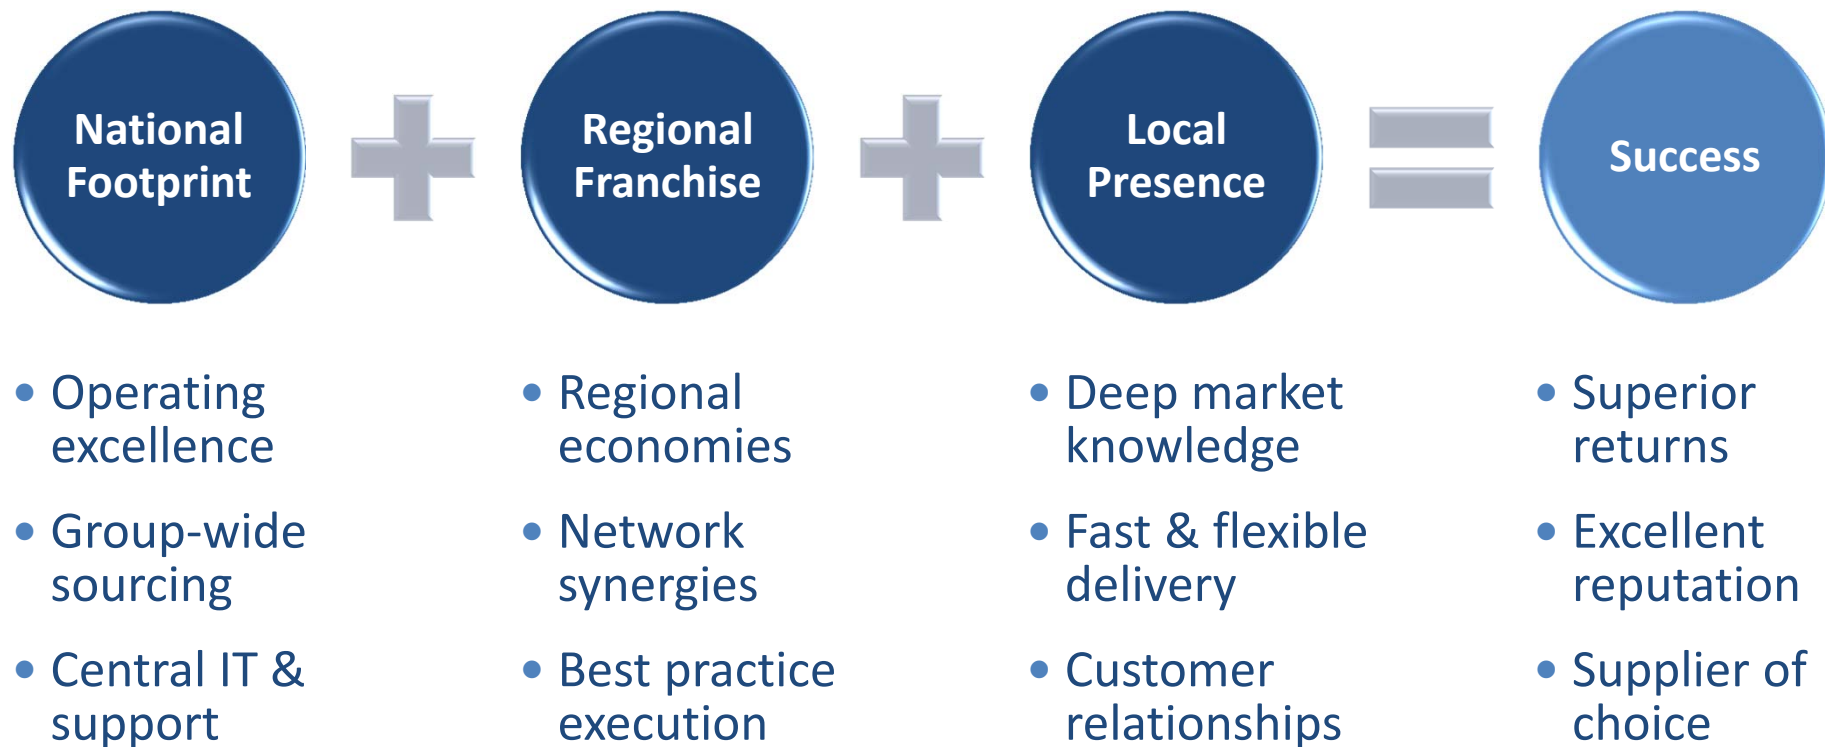 National
Footprint
Regional
Franchise
Local
Presence
Success
• Operating
excellence
• Group-wide
sourcing
• Central IT &
support
• Regional
economies
• Network
synergies
• Best practice
execution
• Deep market
knowledge
• Fast & flexible
delivery
• Customer
relationships
• Superior
returns
• Excellent
reputation
• Supplier of
choice